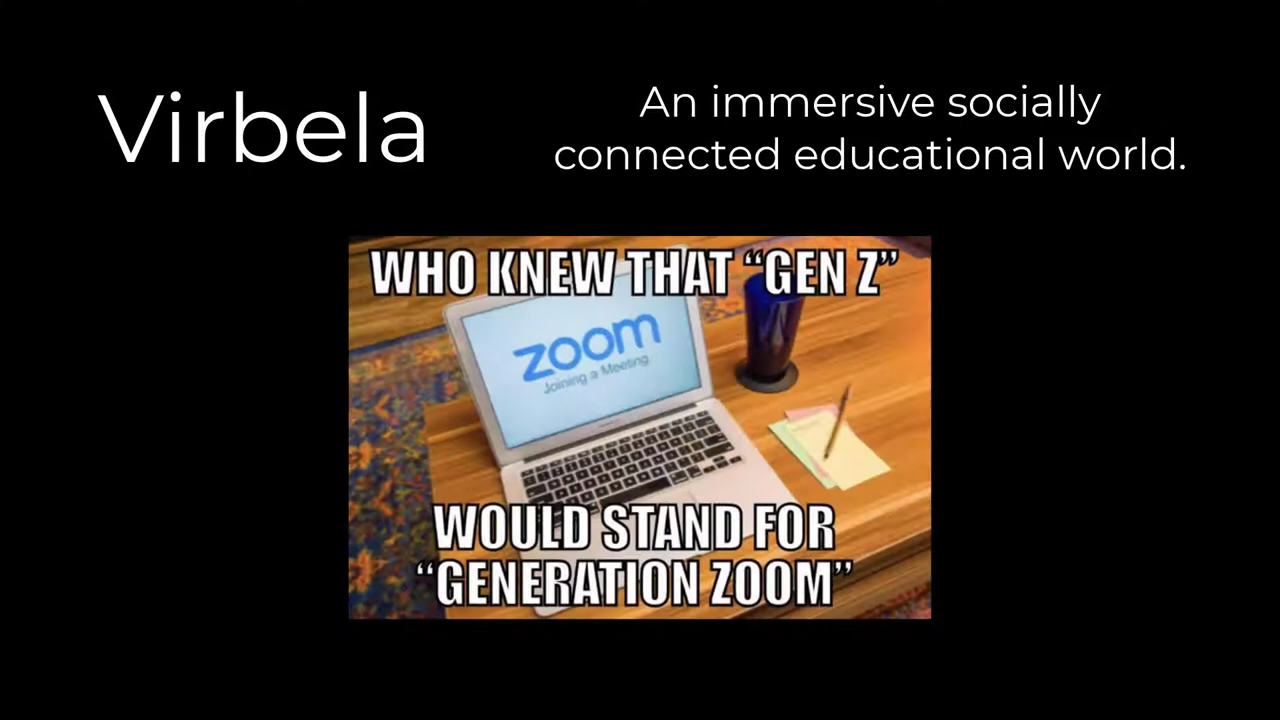 Virbela
An immersive socially
connected educational world.
WHO KNEW THAT “GEN Z”
zoom
Joining a Meeting
WOULD STAND FOR
“GENERATION ZOOM”